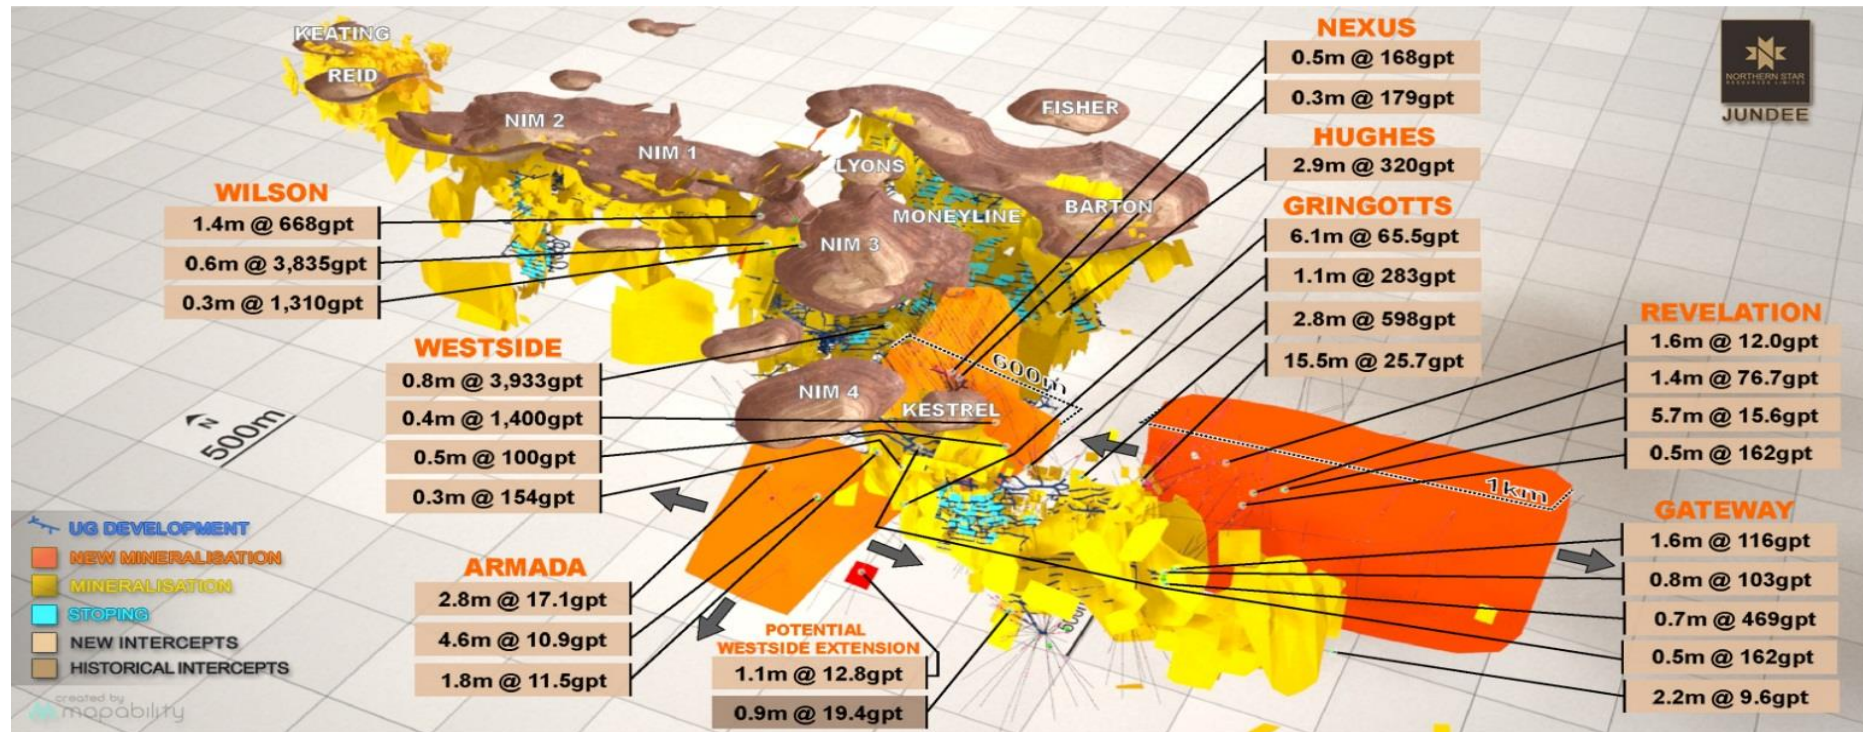 KEATING
REID
NIM 2
NIM 1
LYONS
FISHER
MONEYLINE
BARTON
NIM 3
NIM 4
KESTREL
600m
1km
N
500m
500m
WILSON
1.4m @ 668gpt
0.6m @ 3,835gpt
0.3m @ 1,310gpt
WESTSIDE
0.8m @ 3,933gpt
0.4m @ 1,400gpt
0.5m @ 100gpt
0.3m @ 154gpt
ARMADA
2.8m @ 17.1gpt
4.6m @ 10.9gpt
1.8m @ 11.5gpt
POTENTIAL
WESTSIDE EXTENSION
1.1m @ 12.8gpt
0.9m @ 19.4gpt
NEXUS
0.5m @ 168gpt
0.3m @ 179gpt
HUGHES
2.9m @ 320gpt
GRINGOTTS
6.1m @ 65.5gpt
1.1m @ 283gpt
2.8m @ 598gpt
15.5m @ 25.7gpt
REVELATION
1.6m @ 12.0gpt
1.4m @ 76.7gpt
5.7m @ 15.6gpt
0.5m @ 162gpt
GATEWAY
1.6m @ 116gpt
0.8m @ 103gpt
0.7m @ 469gpt
0.5m @ 162gpt
2.2m @ 9.6gpt
NORTHERN STAR
RESOURCES LIMITED
JUNDEE
UG DEVELOPMENT
NEW MINERALISATION
MINERALISATION
STOPING
NEW INTERCEPTS
HISTORICAL INTERCEPTS
created by
mapability